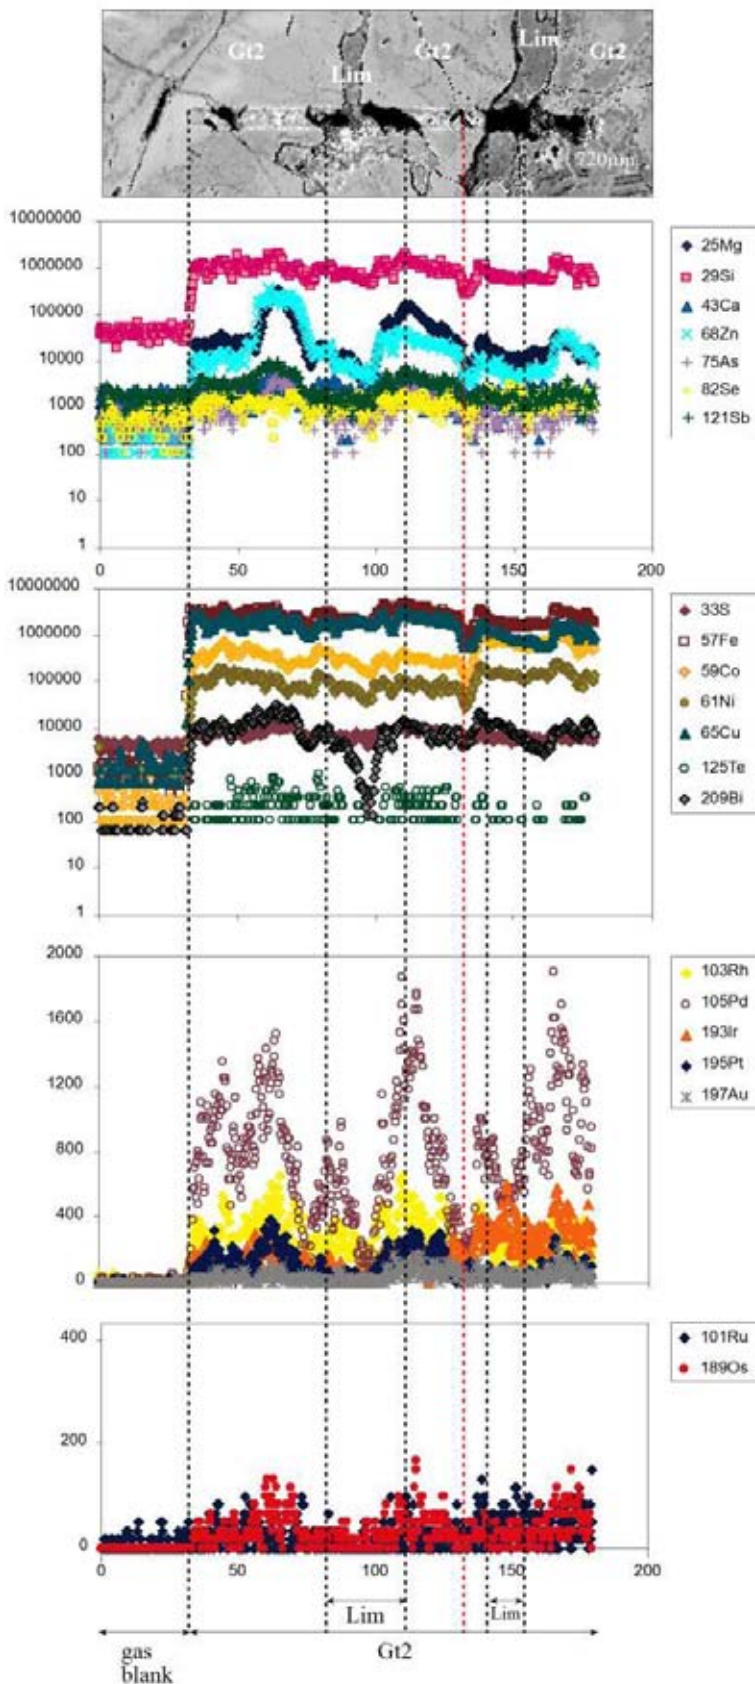 Gt2 Gt2 Lim Gt2
Lim
720μm
10000000
1000000
100000
10000
1000
100
10
1
0 50 100 150 200
25Mg
29Si
43Ca
68Zn
75As
82Se
121Sb
10000000
1000000
100000
10000
1000
100
10
1
33S
57Fe
59Co
61Ni
65Cu
125Te
209Bi
2000
1600
1200
800
400
0
103Rh
105Pd
193Ir
195Pt
197Au
400
200
0
0 50 100 150 200
101Ru
189Os
Lim Lim
gas Gt2
blank